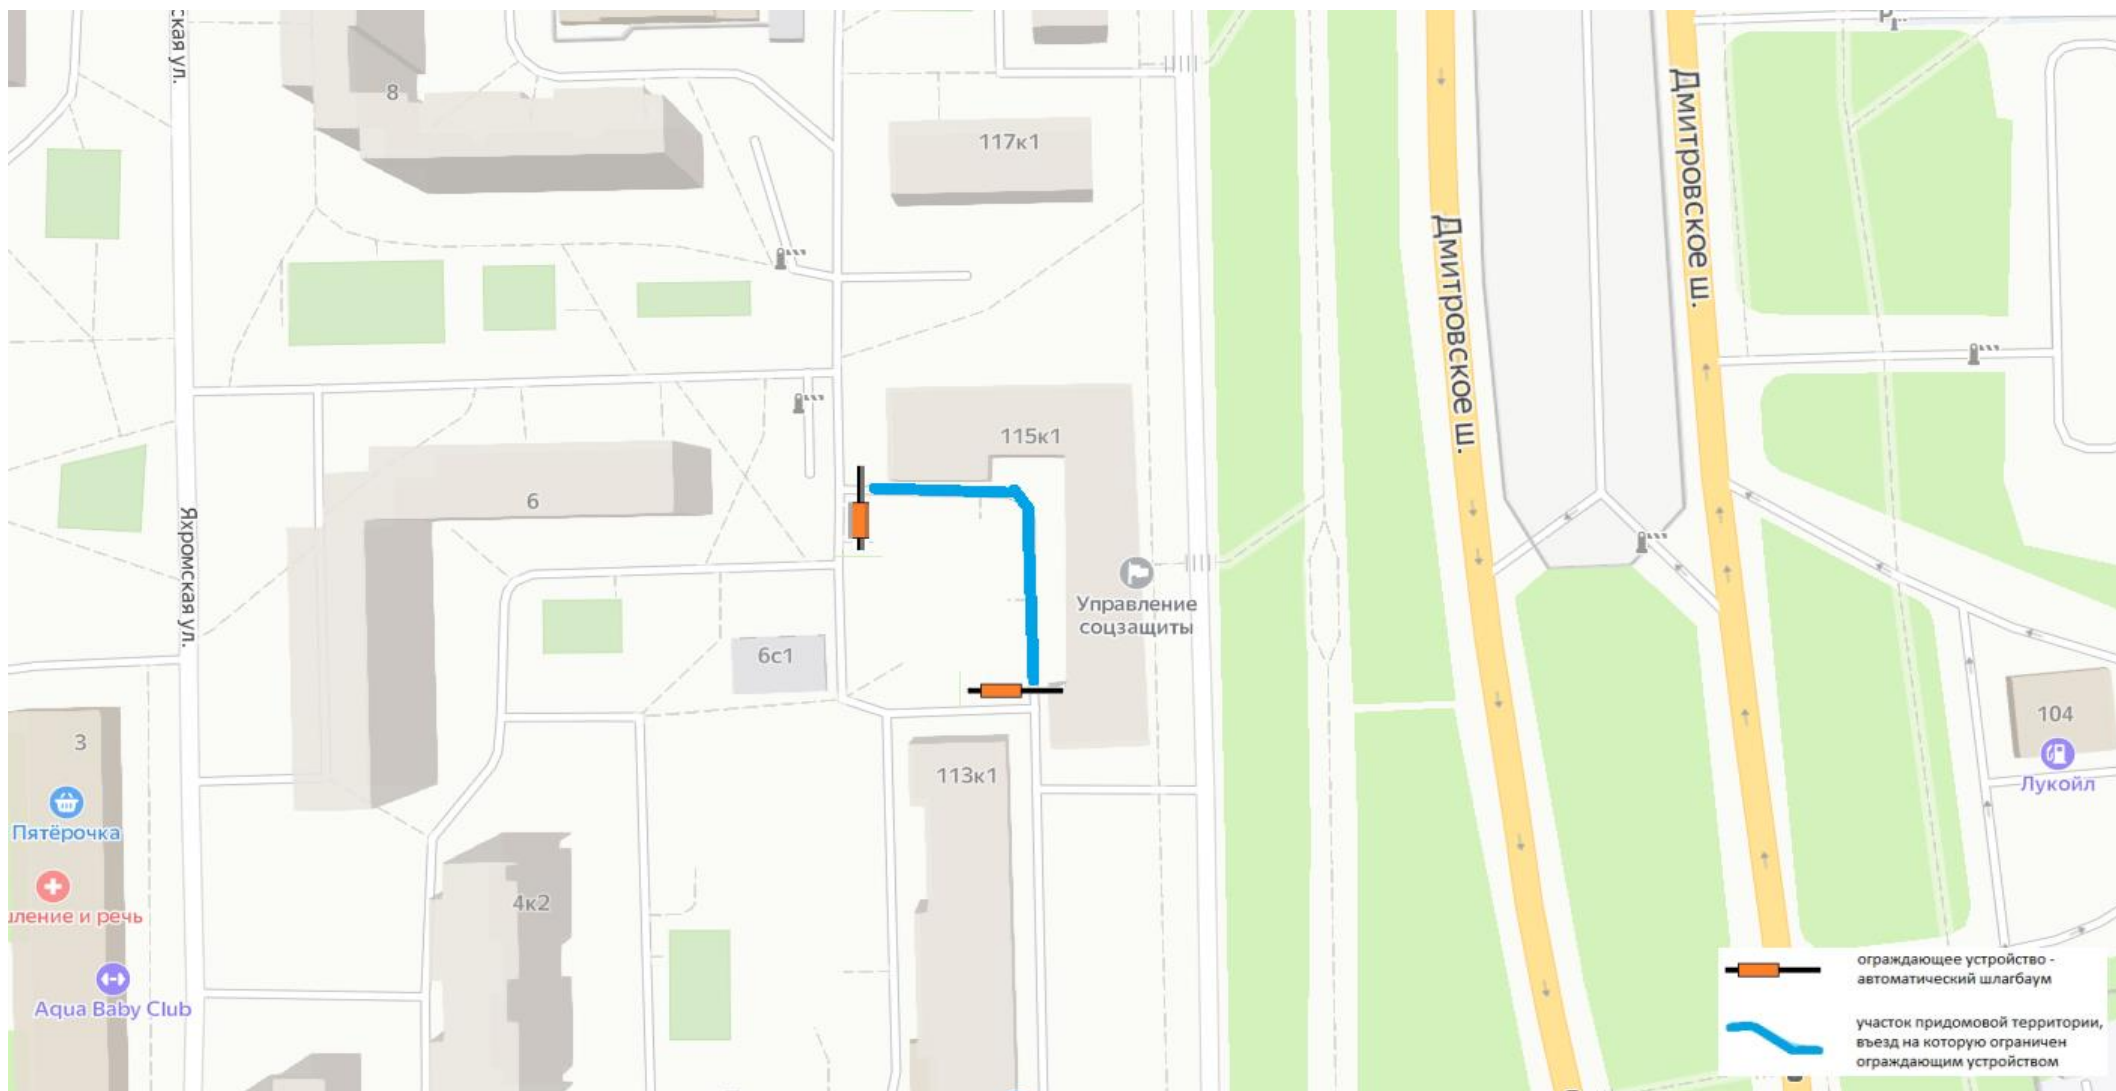 ская ул.
Р...
8
117к1
Дмитровское ш.
Дмитровское ш.
115к1
6
Яхромская ул.
Управление
соцзащиты
6с1
3
113к1
104
Лукойл
Пятёрочка
4к2
ление и речь
Aqua Baby Club
ограждающее устройство -
автоматический шлагбаум
участок придомовой территории,
въезд на которую ограничен
ограждающим устройством